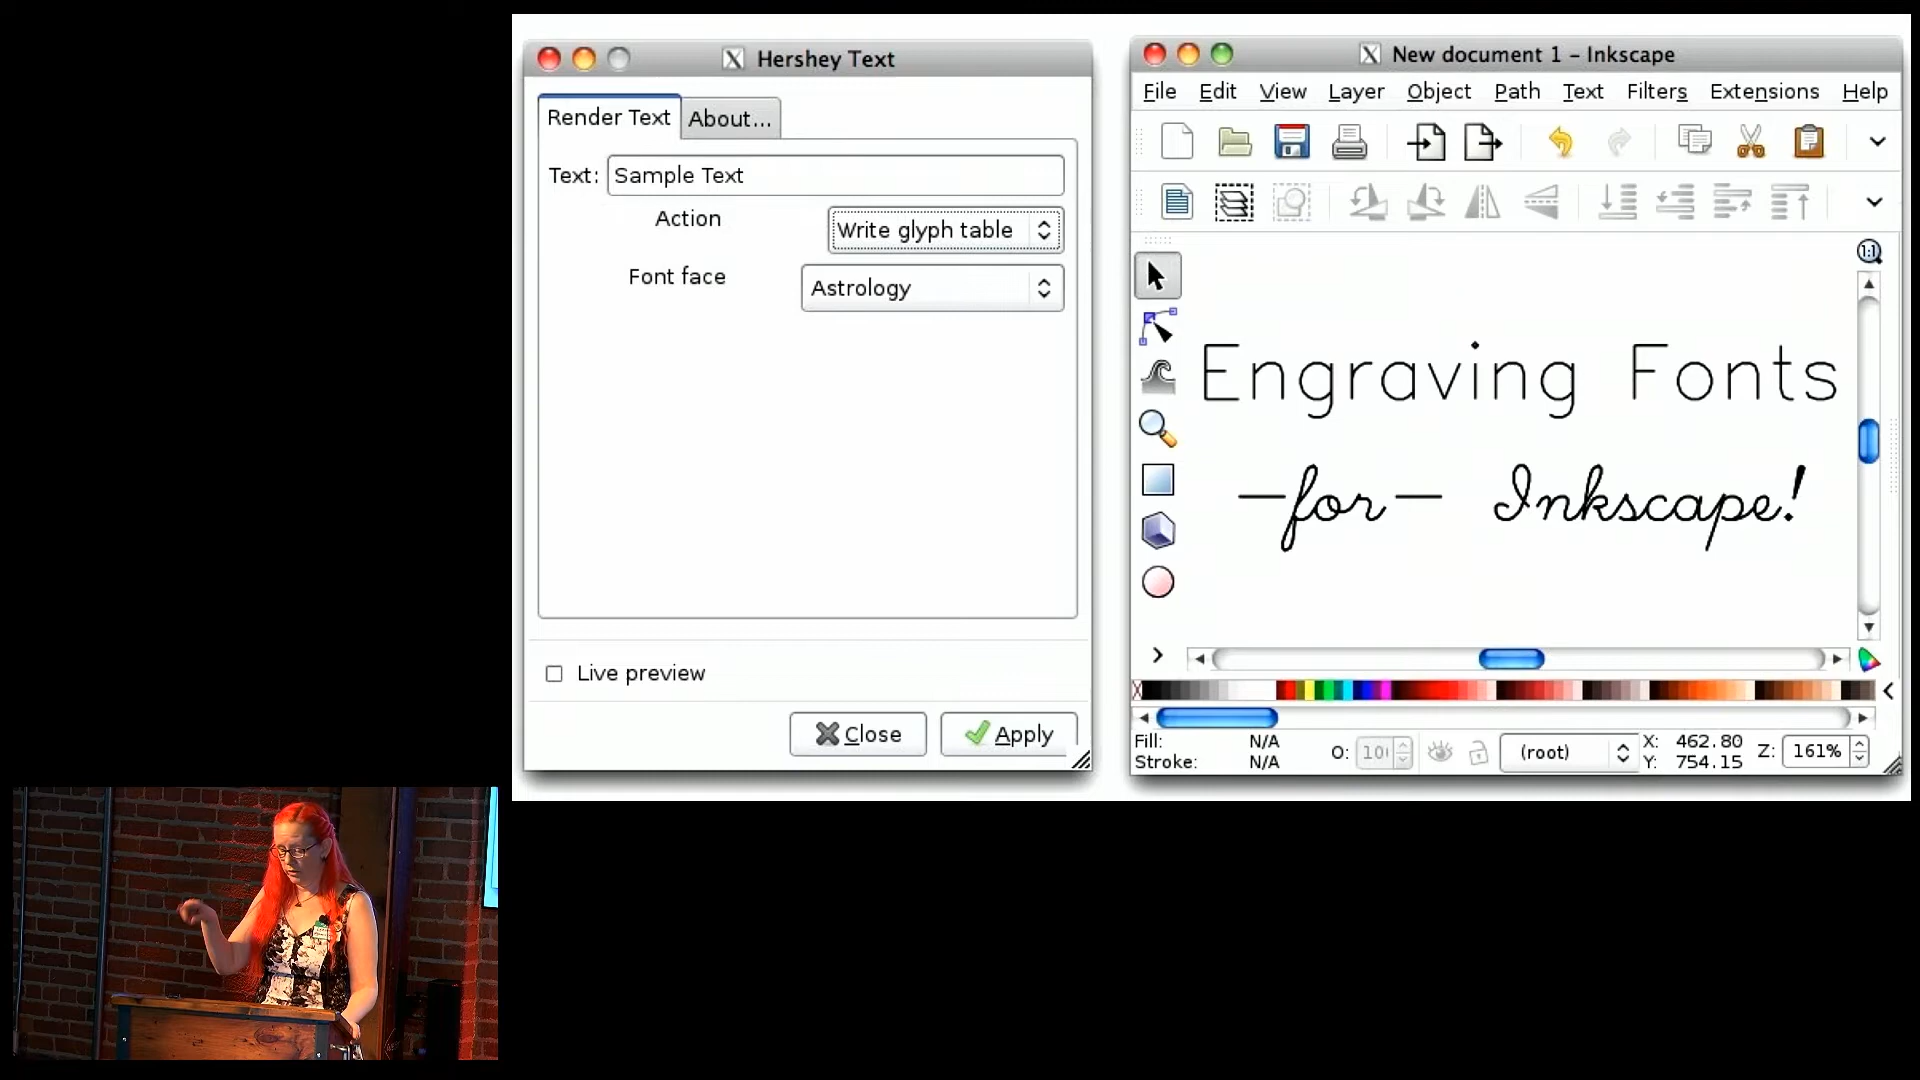 Hershey Text
Render Text
About...
Text: Sample Text
Action
Write glyph table
Font face
Astrology
Live preview
Close
Apply
New document 1 – Inkscape
File Edit View Layer Object Path Text Filters Extensions Help
1:1
Engraving Fonts
—for— Inkscape!
Fill: N/A
Stroke: N/A
O:
(root)
X: 462.80
Y: 754.15
Z: 161%